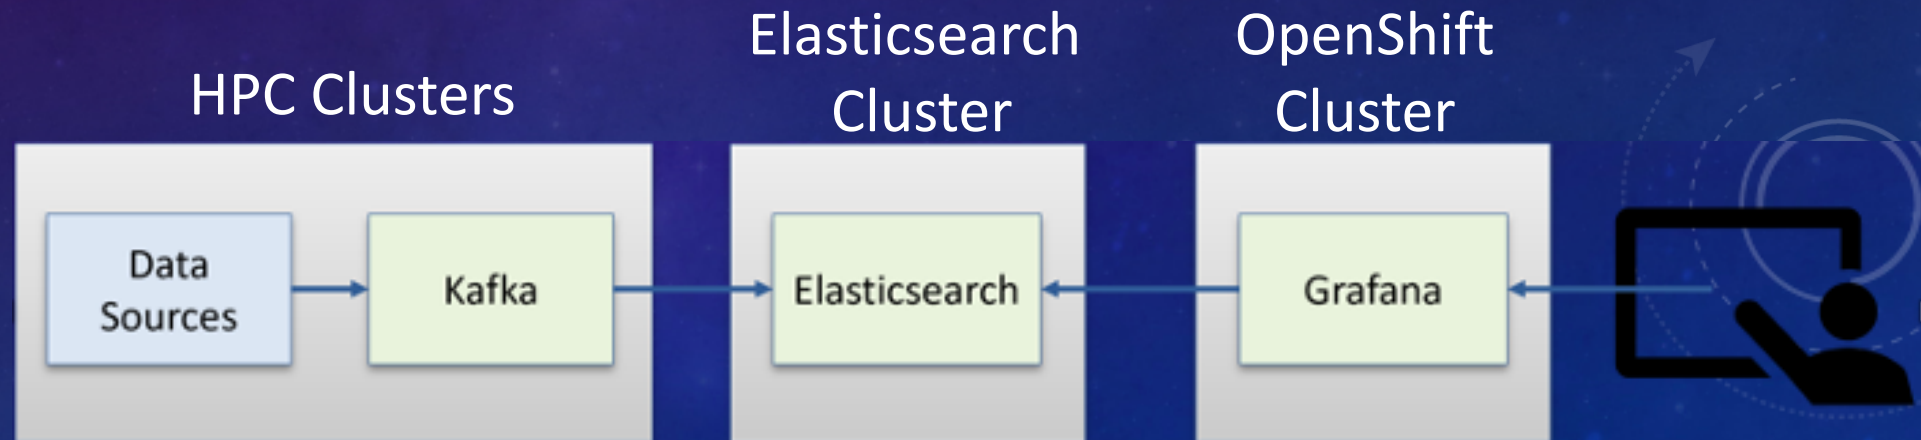 HPC Clusters
Elasticsearch
Cluster
OpenShift
Cluster
Data
Sources
Kafka
Elasticsearch
Grafana